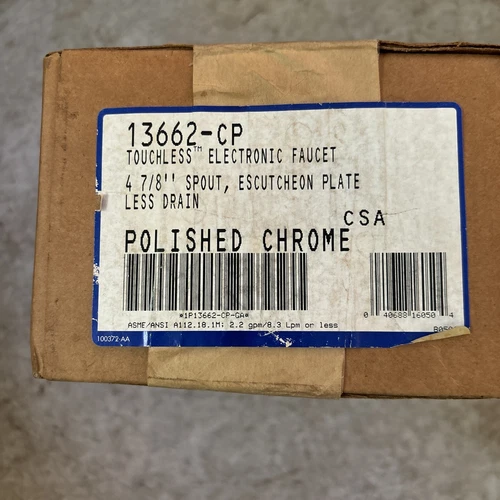 13662-CP
TOUCHLESS™ ELECTRONIC FAUCET
4 7/8'' SPOUT, ESCUTCHEON PLATE
LESS DRAIN
CSA
POLISHED CHROME
*1P13662-CP-GA*
0 40688 16050 4
ASME/ANSI A112.18.1M: 2.2 gpm/8.3 Lpm or less
100372-AA